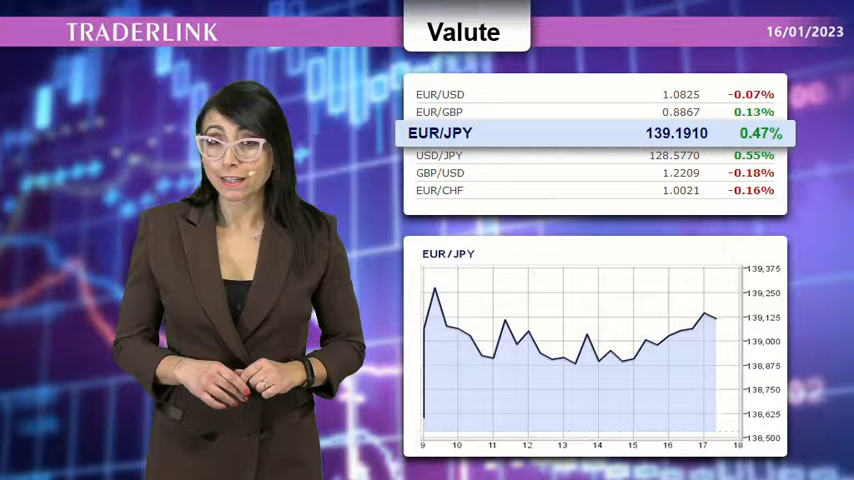 TRADERLINK
Valute
16/01/2023
EUR/USD 1.0825 -0.07%
EUR/GBP 0.8867 0.13%
EUR/JPY 139.1910 0.47%
USD/JPY 128.5770 0.55%
GBP/USD 1.2209 -0.18%
EUR/CHF 1.0021 -0.16%
EUR/JPY
139,375
139,250
139,125
139,000
138,875
138,750
138,625
138,500
9 10 11 12 13 14 15 16 17 18